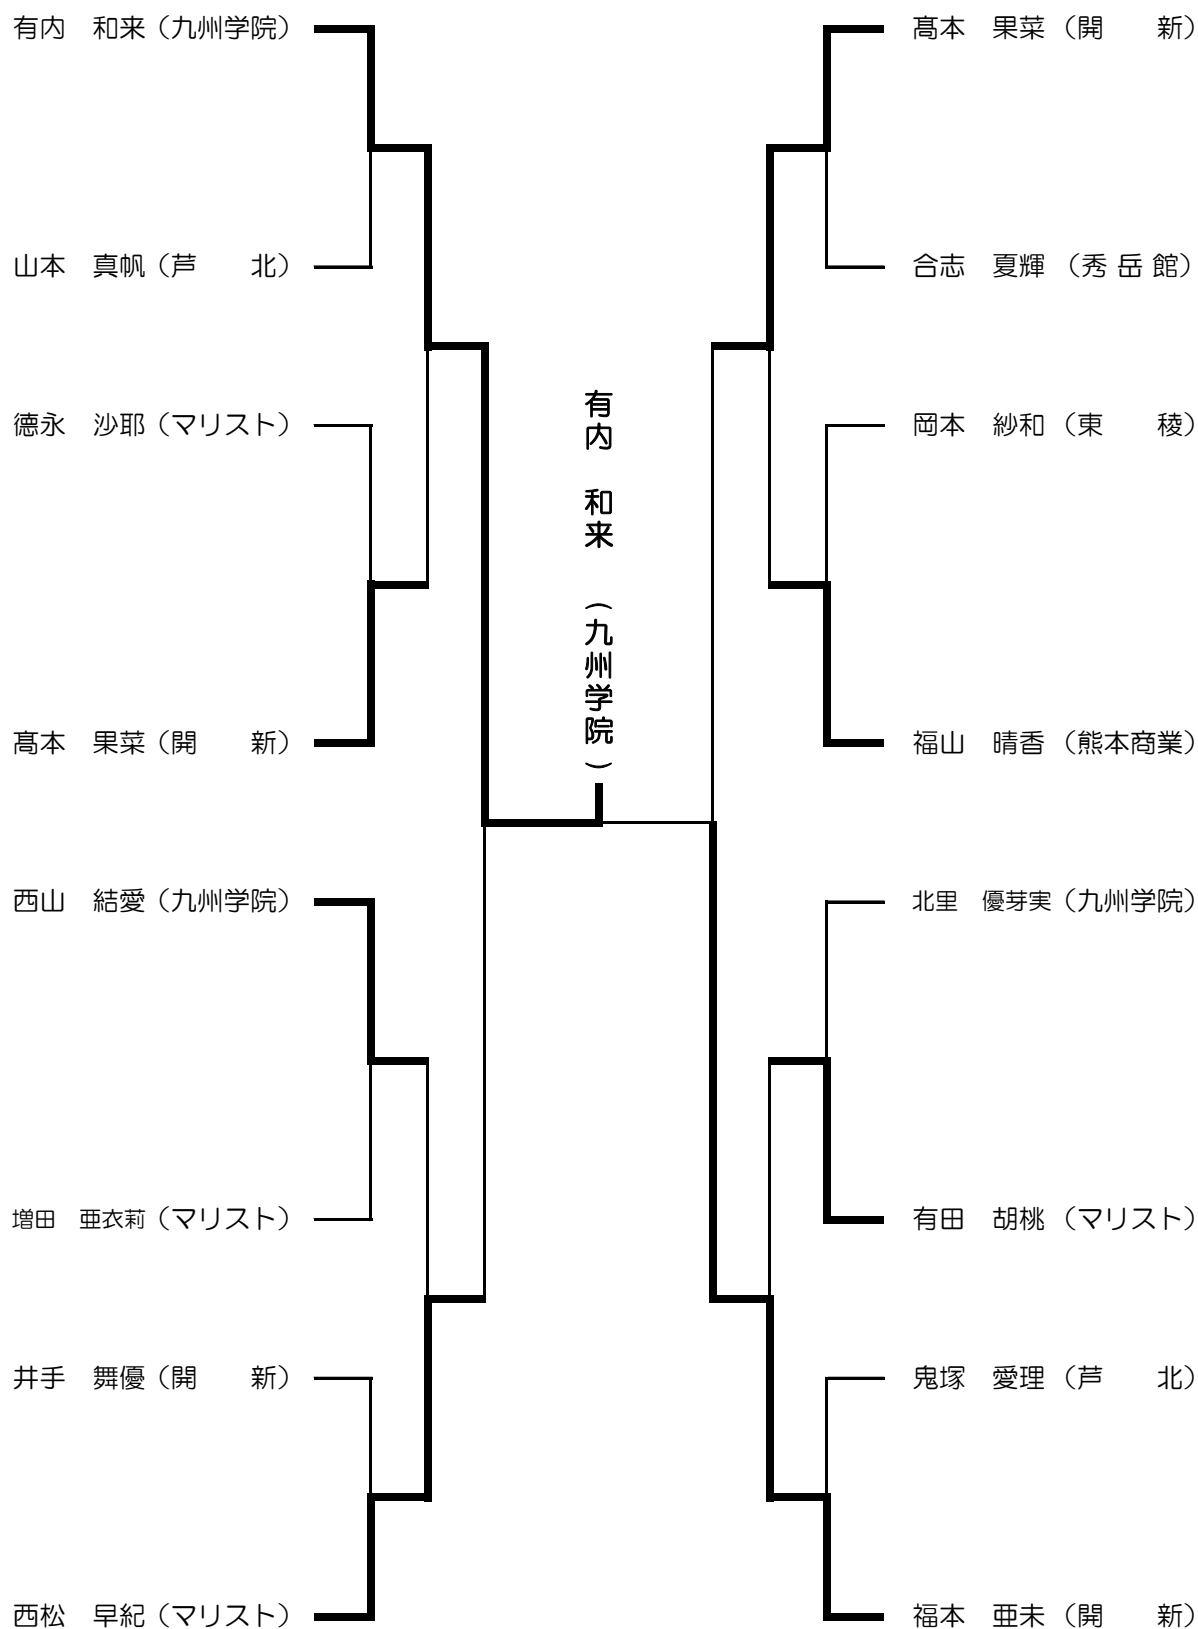 有内　和来（九州学院）
山本　真帆（芦　　北）
德永　沙耶（マリスト）
髙本　果菜（開　　新）
西山　結愛（九州学院）
増田　亜衣莉（マリスト）
井手　舞優（開　　新）
西松　早紀（マリスト）
有内　和来　（九州学院）
髙本　果菜（開　　新）
合志　夏輝（秀 岳 館）
岡本　紗和（東　　稜）
福山　晴香（熊本商業）
北里　優芽実（九州学院）
有田　胡桃（マリスト）
鬼塚　愛理（芦　　北）
福本　亜未（開　　新）